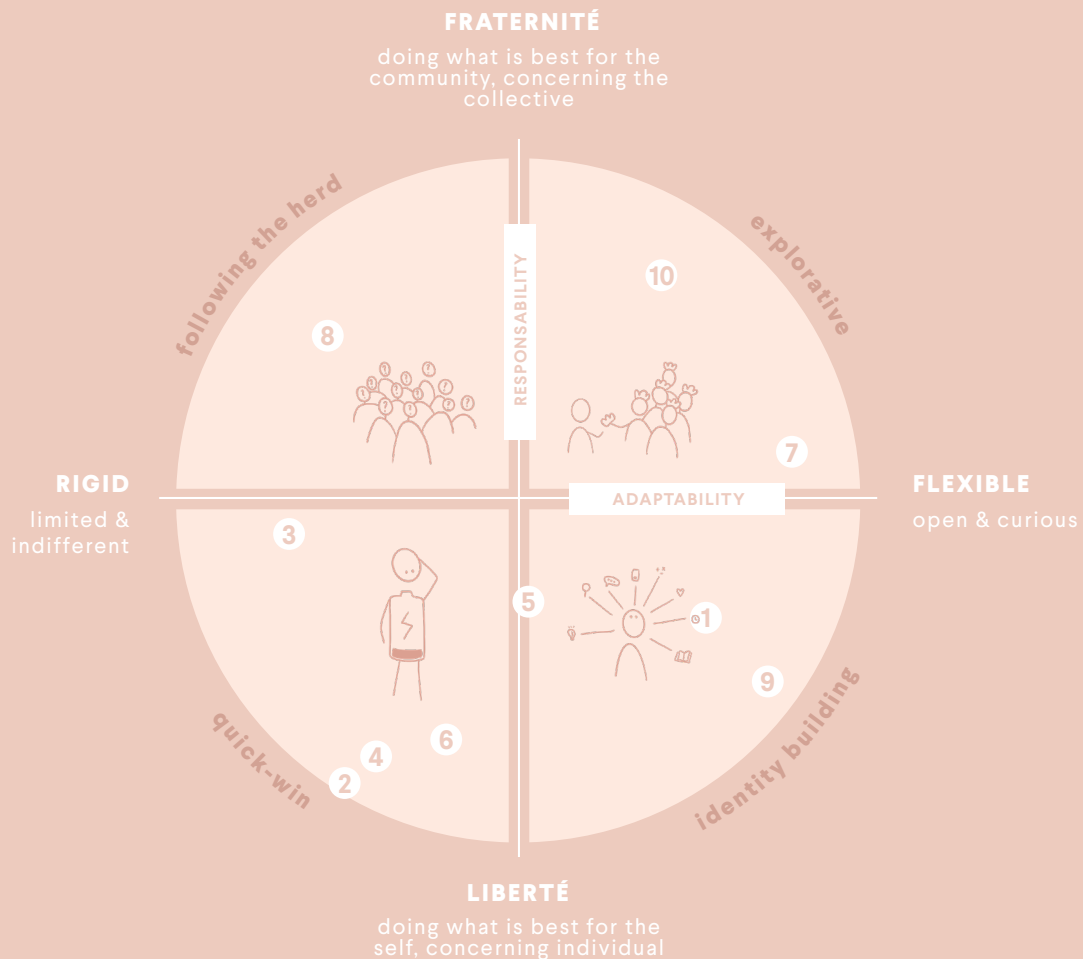 FRATERNITÉ
doing what is best for the
community, concerning the
collective
following the herd
explorative
RESPONSABILITY
10
8
7
RIGID
limited &
indifferent
ADAPTABILITY
FLEXIBLE
open & curious
3
5
1
9
6
4
2
quick-win
identity building
LIBERTÉ
doing what is best for the
self, concerning individual